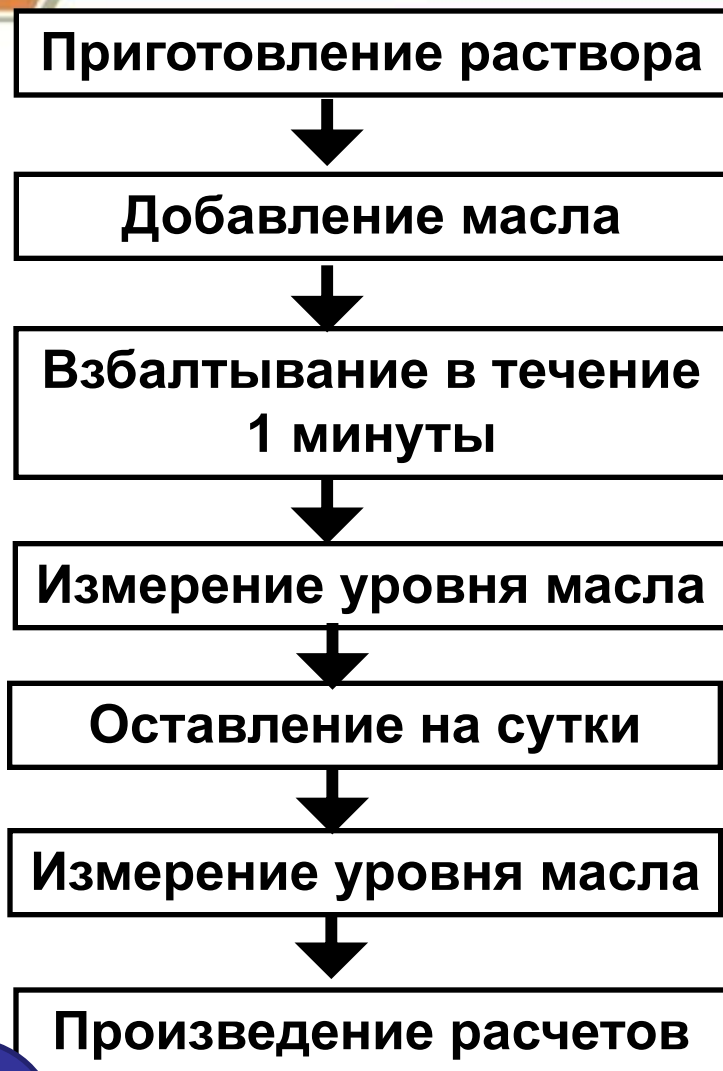 Приготовление раствора
Добавление масла
Взбалтывание в течение
1 минуты
Измерение уровня масла
Оставление на сутки
Измерение уровня масла
Произведение расчетов